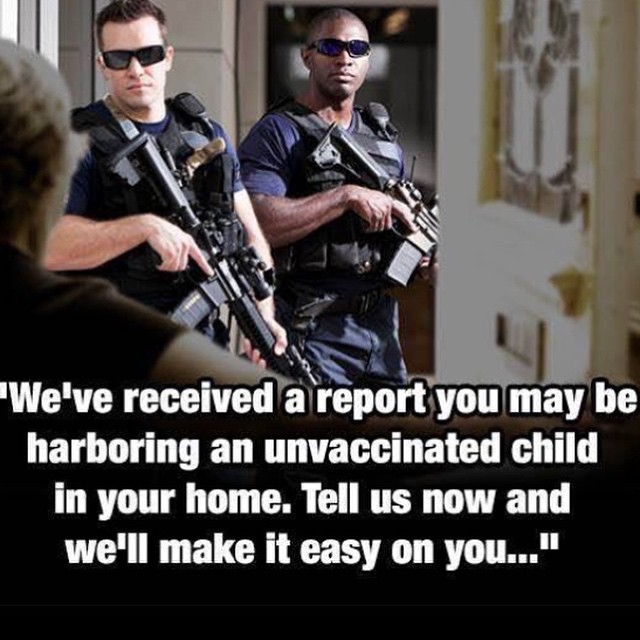 "We've received a report you may be
harboring an unvaccinated child
in your home. Tell us now and
we'll make it easy on you..."